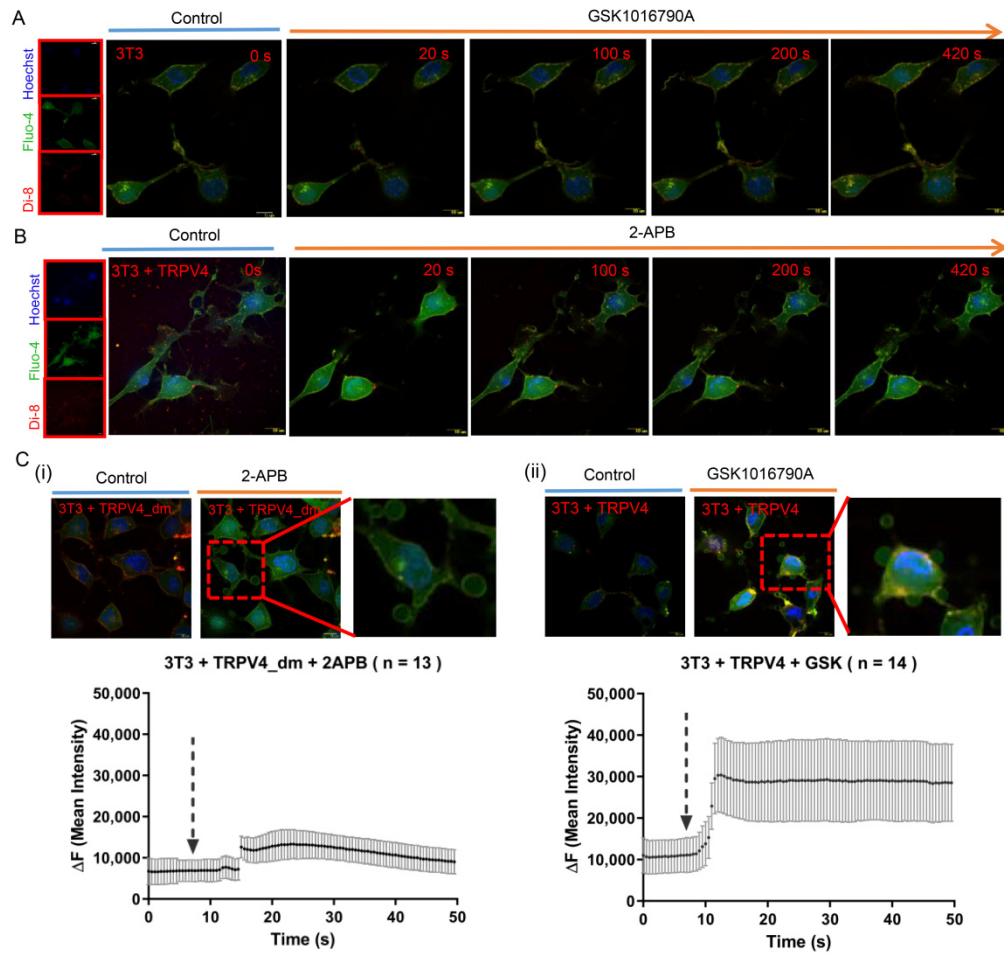 A
Control
GSK1016790A
Hoechst
Fluo-4
Di-8
3T3
0 s
20 s
100 s
200 s
420 s
B
Control
2-APB
Hoechst
Fluo-4
Di-8
3T3 + TRPV4
0s
20 s
100 s
200 s
420 s
C
(i)
Control
2-APB
3T3 + TRPV4_dm
3T3 + TRPV4_dm
(ii)
Control
GSK1016790A
3T3 + TRPV4
3T3 + TRPV4
3T3 + TRPV4_dm + 2APB ( n = 13 )
ΔF (Mean Intensity)
50,000
40,000
30,000
20,000
10,000
0
0 10 20 30 40 50
Time (s)
3T3 + TRPV4 + GSK ( n = 14 )
ΔF (Mean Intensity)
50,000
40,000
30,000
20,000
10,000
0
0 10 20 30 40 50
Time (s)